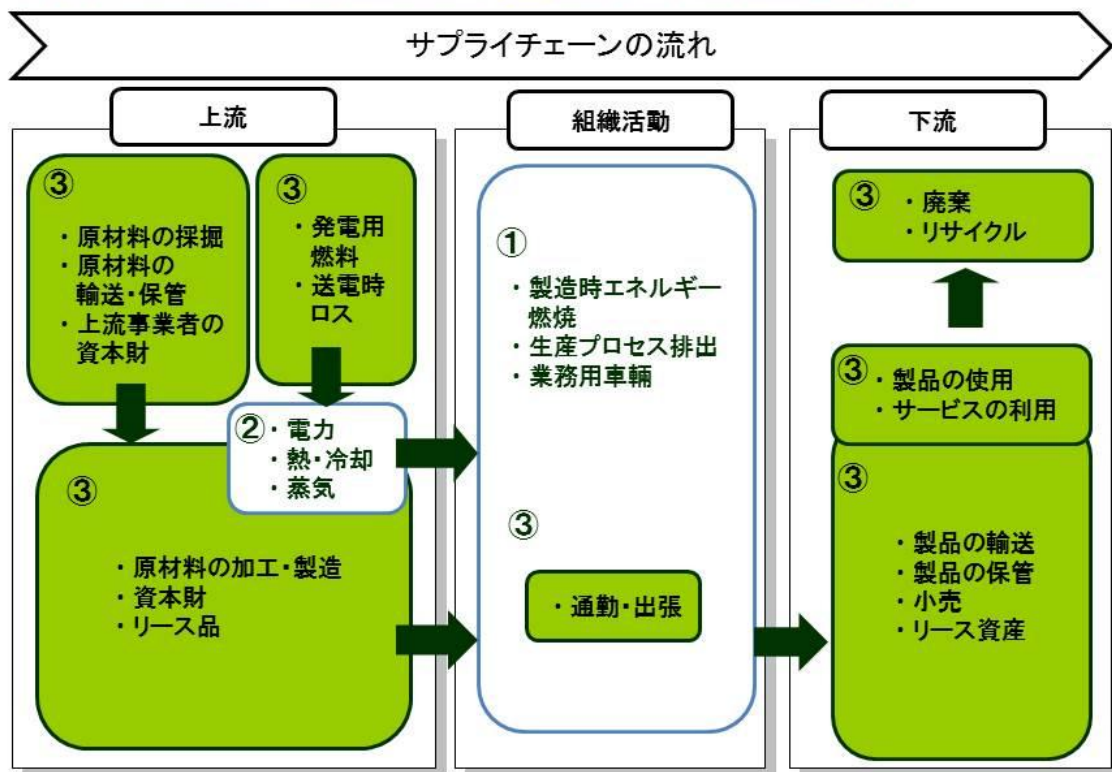 サプライチェーンの流れ
上流
③
・原材料の採掘
・原材料の
輸送・保管
・上流事業者の
資本財
③
・発電用
燃料
・送電時
ロス
②・電力
・熱・冷却
・蒸気
③
・原材料の加工・製造
・資本財
・リース品
組織活動
①
・製造時エネルギー
燃焼
・生産プロセス排出
・業務用車輛
③
・通勤・出張
下流
③
・廃棄
・リサイクル
③
・製品の使用
・サービスの利用
③
・製品の輸送
・製品の保管
・小売
・リース資産